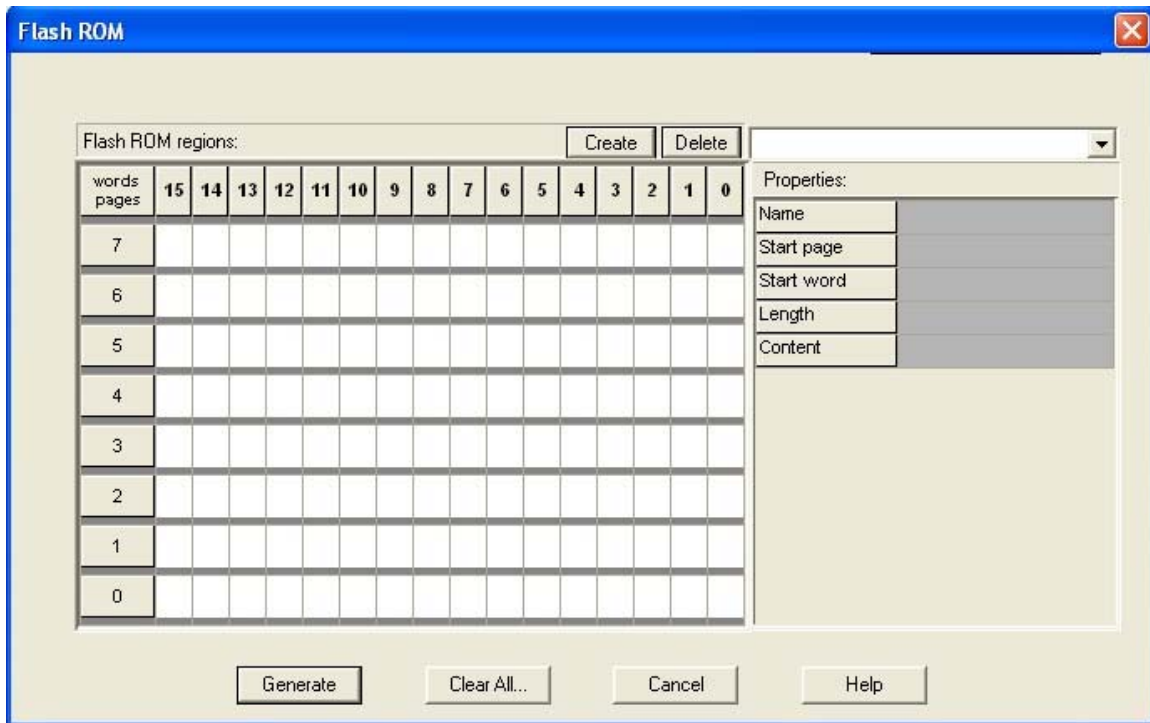 Flash ROM
Flash ROM regions: Create Delete
words
pages 15 14 13 12 11 10 9 8 7 6 5 4 3 2 1 0
7
6
5
4
3
2
1
0
Properties:
Name
Start page
Start word
Length
Content
Generate Clear All... Cancel Help